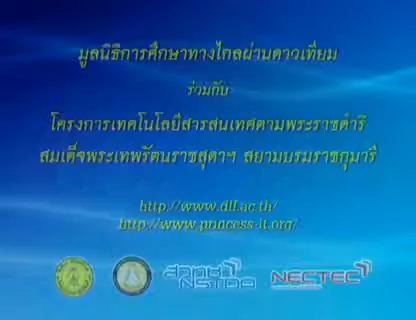 มูลนิธิการศึกษาทางไกลผ่านดาวเทียม
ร่วมกับ
โครงการเทคโนโลยีสารสนเทศตามพระราชดำริ
สมเด็จพระเทพรัตนราชสุดาฯ สยามบรมราชกุมารี
http://www.dlf.ac.th/
http://www.princess-it.org/
สวทช NECTEC
NSTDA